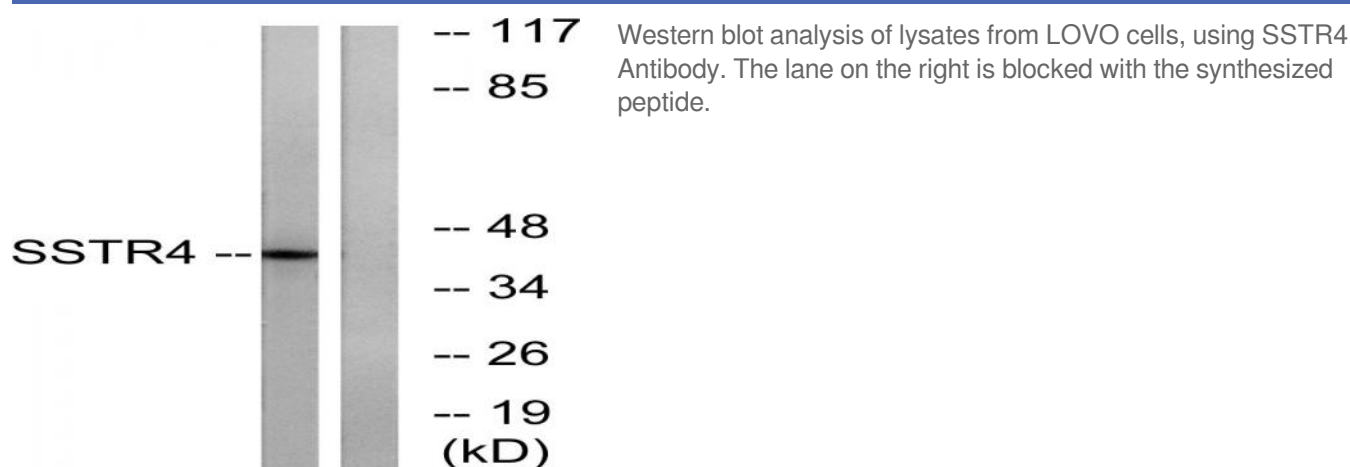 -- 117
-- 85
SSTR4 --
-- 48
-- 34
-- 26
-- 19
(kD)
Western blot analysis of lysates from LOVO cells, using SSTR4
Antibody. The lane on the right is blocked with the synthesized
peptide.